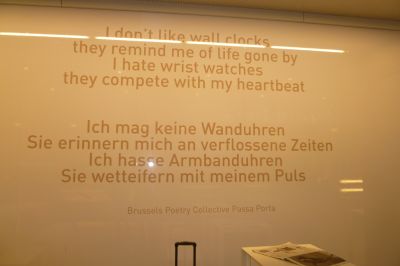 I don't like wall clocks
they remind me of life gone by
I hate wrist watches
they compete with my heartbeat
Ich mag keine Wanduhren
Sie erinnern mich an verflossene Zeiten
Ich hasse Armbanduhren
Sie wetteifern mit meinem Puls
Brussels Poetry Collective Passa Porta